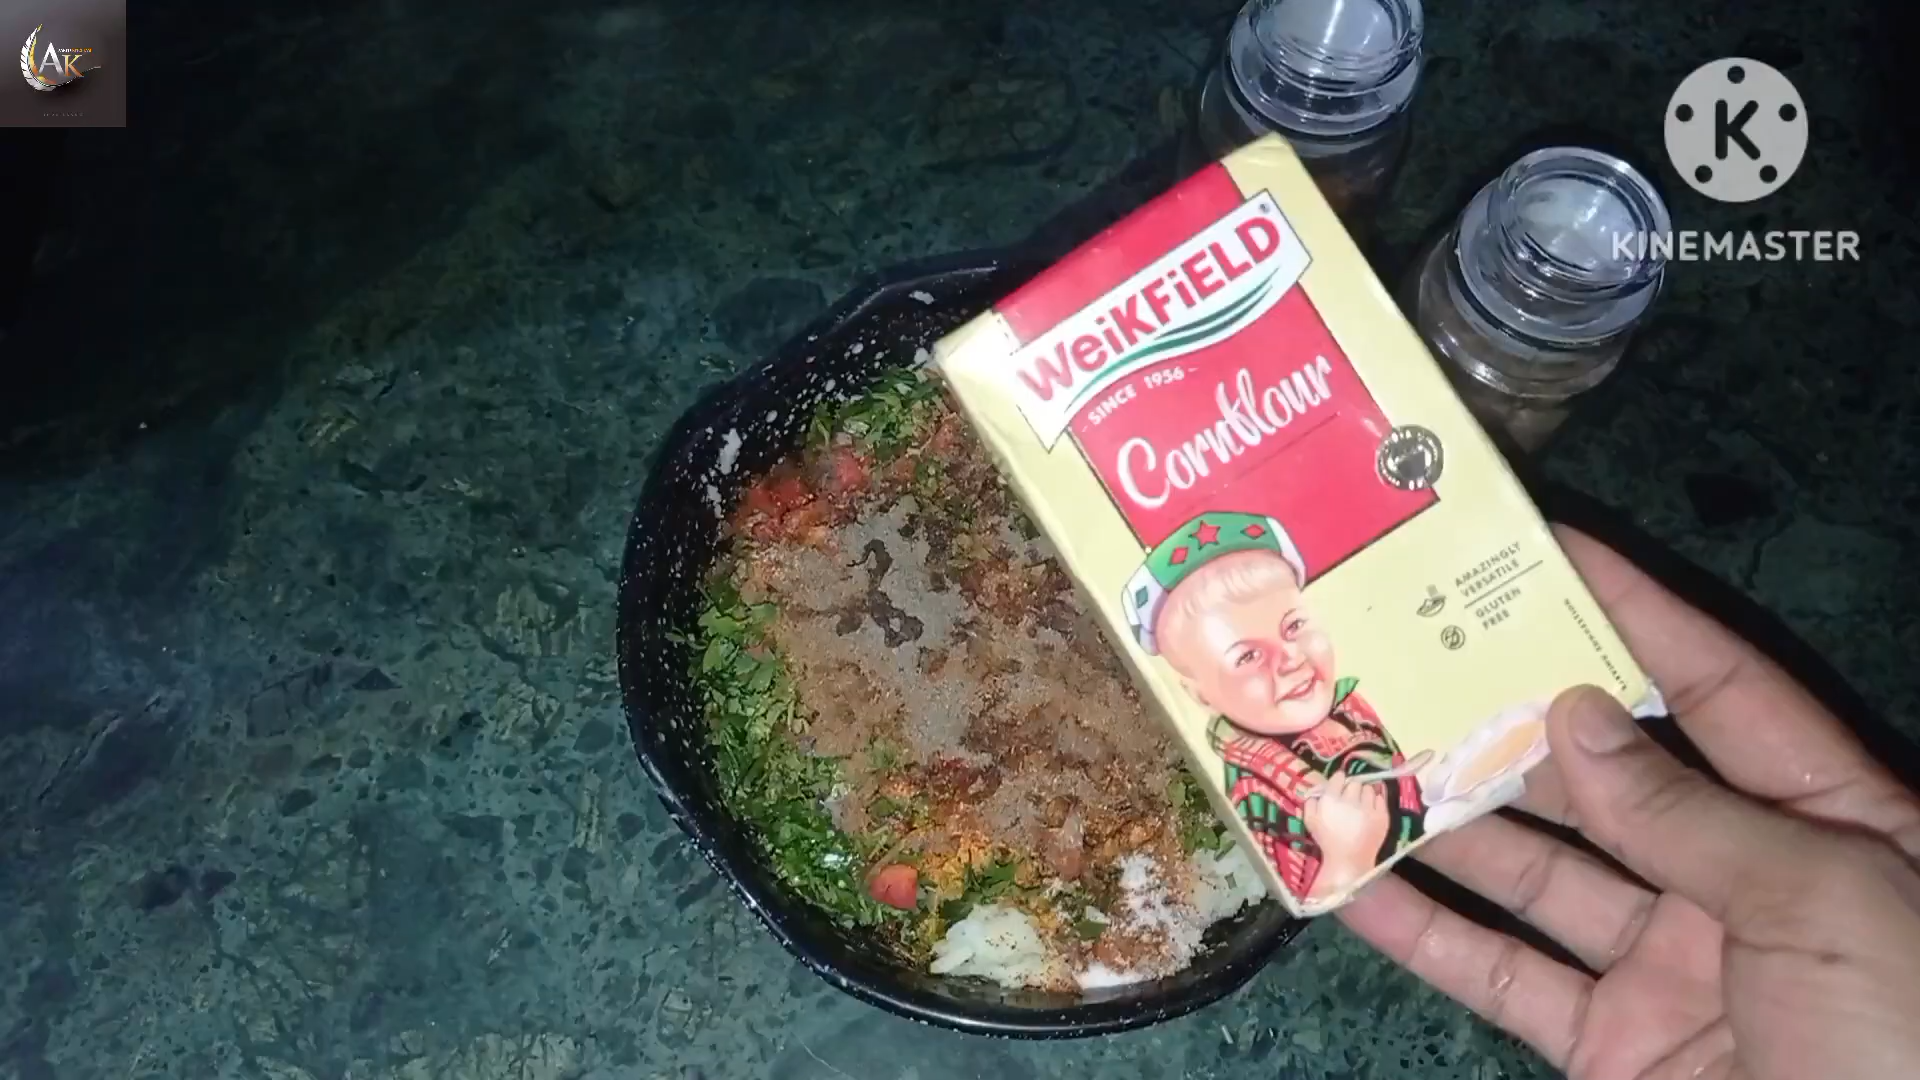 AK
KINEMASTER
WEIKFiELD
SINCE 1956
Cornflour
AMAZINGLY
VERSATILE
GLUTEN
FREE